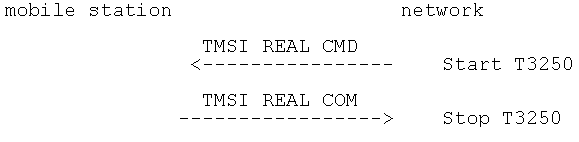 mobile station network
TMSI REAL CMD
<---------------- Start T3250
TMSI REAL COM
-----------------> Stop T3250